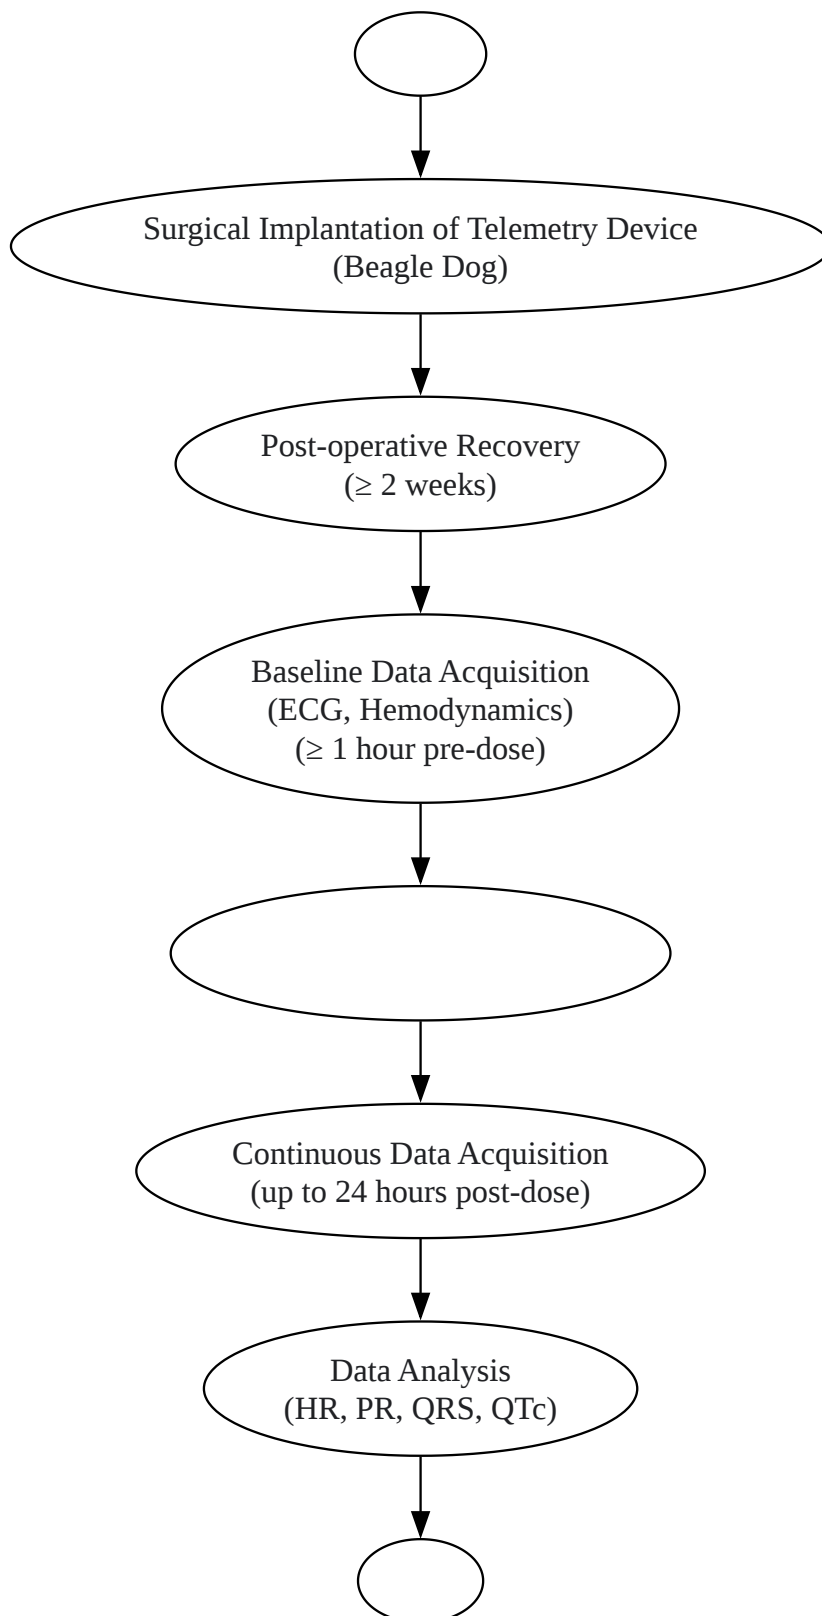 Surgical Implantation of Telemetry Device
(Beagle Dog)
Post-operative Recovery
(≥ 2 weeks)
Baseline Data Acquisition
(ECG, Hemodynamics)
(≥ 1 hour pre-dose)
Continuous Data Acquisition
(up to 24 hours post-dose)
Data Analysis
(HR, PR, QRS, QTc)